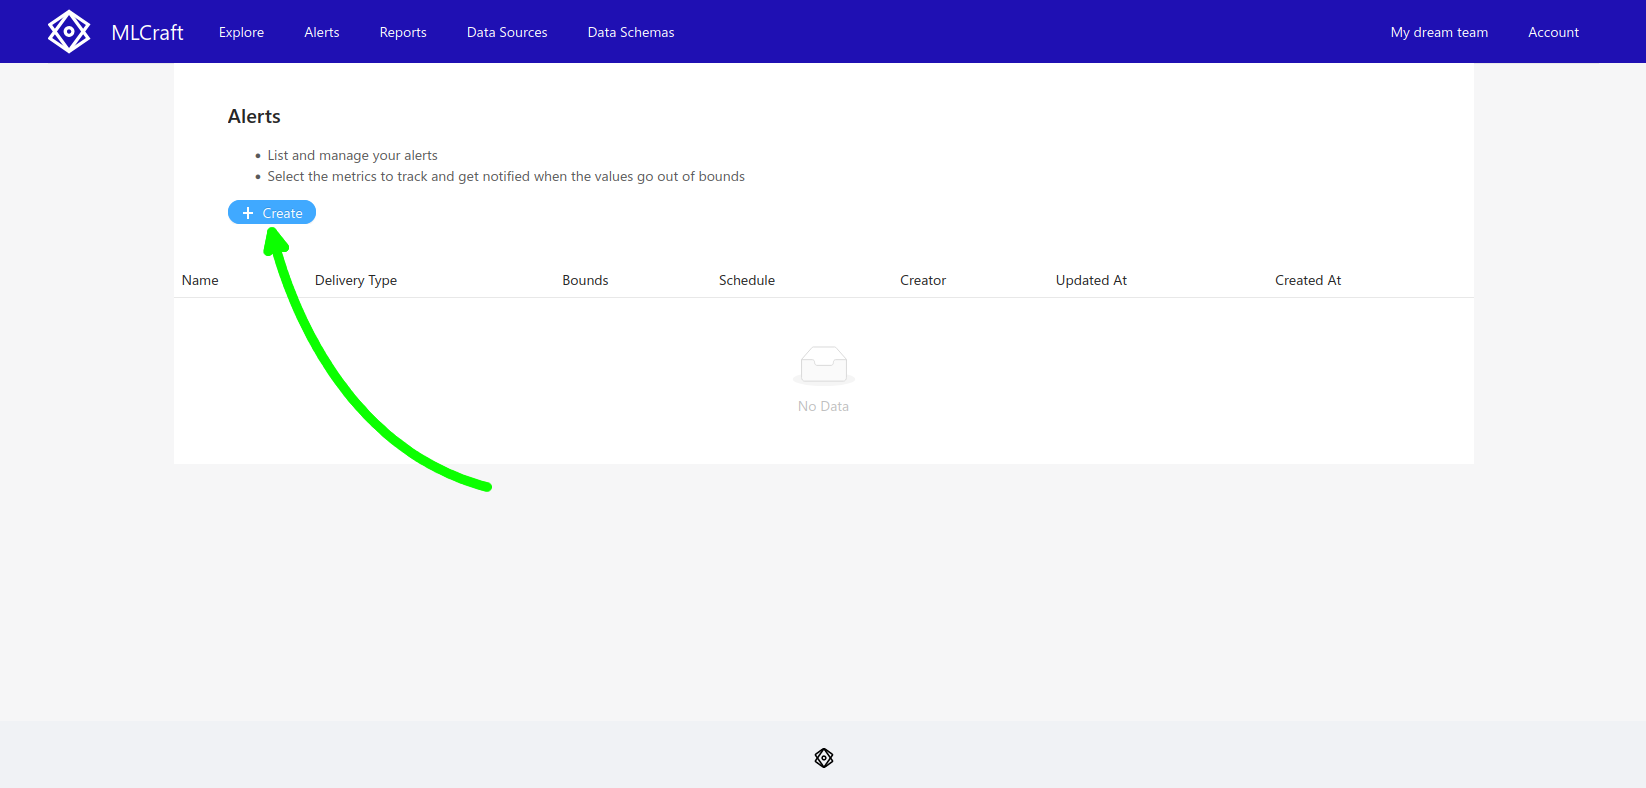 MLCraft Explore Alerts Reports Data Sources Data Schemas My dream team Account
Alerts
List and manage your alerts
Select the metrics to track and get notified when the values go out of bounds
Create
Name Delivery Type Bounds Schedule Creator Updated At Created At
No Data